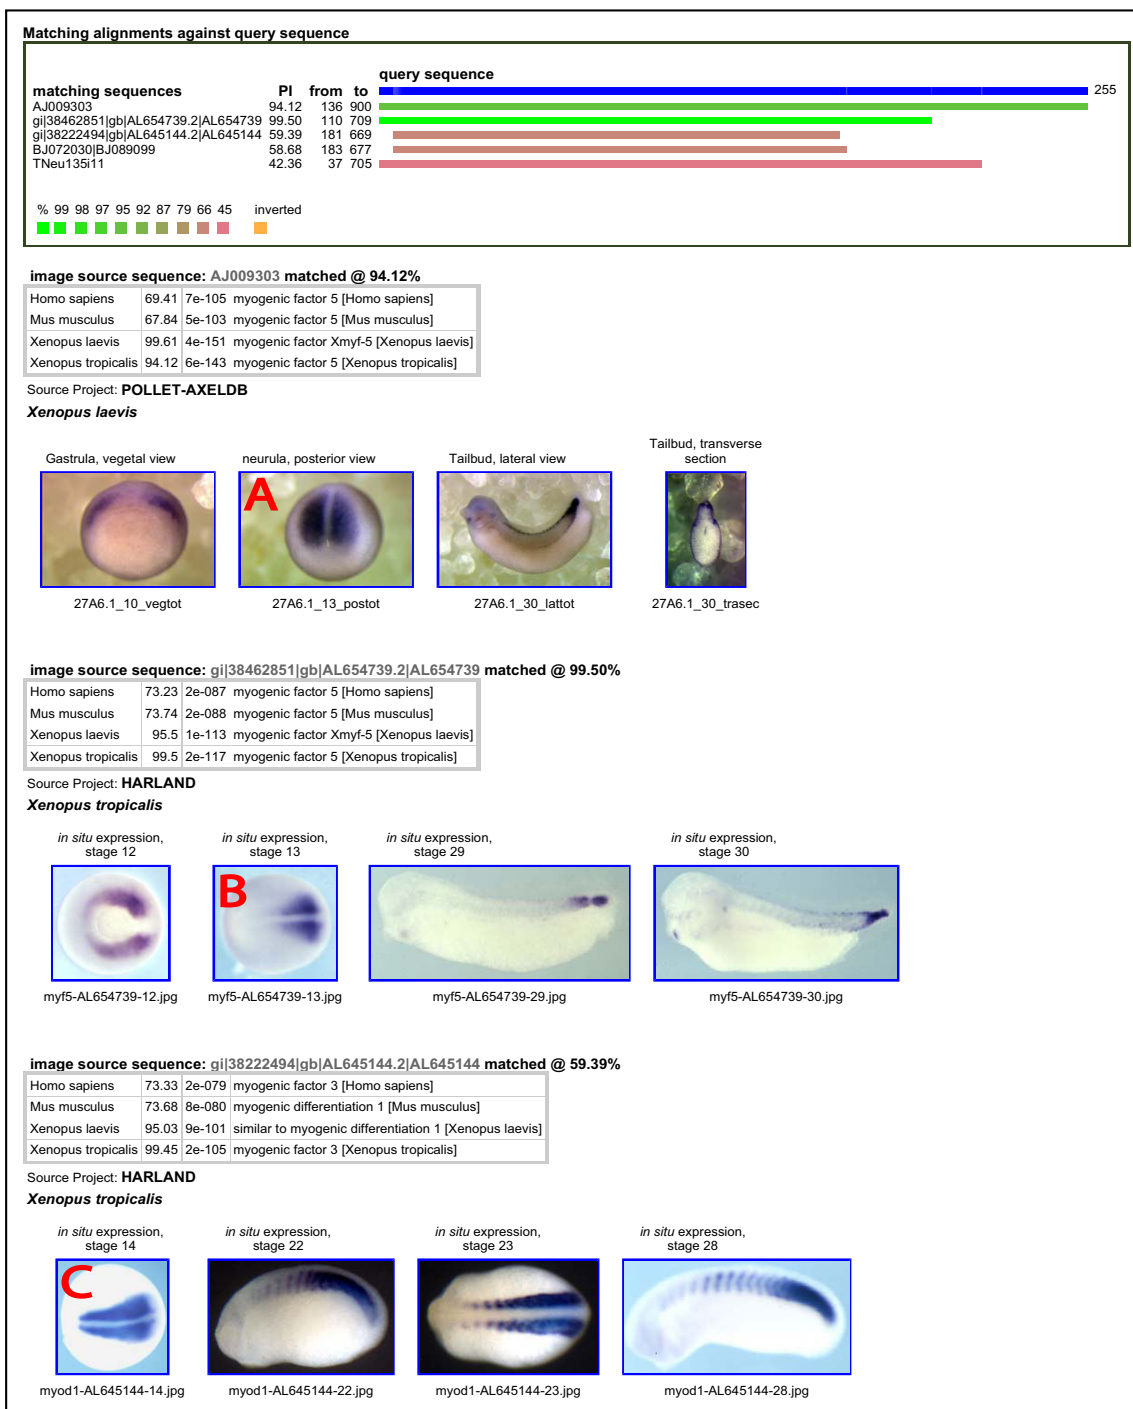 Matching alignments against query sequence
query sequence
matching sequences PI from to 255
AJ009303 94.12 136 900
gi|38462851|gb|AL654739.2|AL654739 99.50 110 709
gi|38222494|gb|AL645144.2|AL645144 59.39 181 669
BJ072030|BJ089099 58.68 183 677
TNeu135i11 42.36 37 705
% 99 98 97 95 92 87 79 66 45 inverted
image source sequence: AJ009303 matched @ 94.12%
Homo sapiens 69.41 7e-105 myogenic factor 5 [Homo sapiens]
Mus musculus 67.84 5e-103 myogenic factor 5 [Mus musculus]
Xenopus laevis 99.61 4e-151 myogenic factor Xmyf-5 [Xenopus laevis]
Xenopus tropicalis 94.12 6e-143 myogenic factor 5 [Xenopus tropicalis]
Source Project: POLLET-AXELDB
Xenopus laevis
Gastrula, vegetal view neurula, posterior view Tailbud, lateral view Tailbud, transverse
section
A
27A6.1_10_vegtot 27A6.1_13_postot 27A6.1_30_lattot 27A6.1_30_trasec
image source sequence: gi|38462851|gb|AL654739.2|AL654739 matched @ 99.50%
Homo sapiens 73.23 2e-087 myogenic factor 5 [Homo sapiens]
Mus musculus 73.74 2e-088 myogenic factor 5 [Mus musculus]
Xenopus laevis 95.5 1e-113 myogenic factor Xmyf-5 [Xenopus laevis]
Xenopus tropicalis 99.5 2e-117 myogenic factor 5 [Xenopus tropicalis]
Source Project: HARLAND
Xenopus tropicalis
in situ expression, in situ expression, in situ expression, in situ expression,
stage 12 stage 13 stage 29 stage 30
B
myf5-AL654739-12.jpg myf5-AL654739-13.jpg myf5-AL654739-29.jpg myf5-AL654739-30.jpg
image source sequence: gi|38222494|gb|AL645144.2|AL645144 matched @ 59.39%
Homo sapiens 73.33 2e-079 myogenic factor 3 [Homo sapiens]
Mus musculus 73.68 8e-080 myogenic differentiation 1 [Mus musculus]
Xenopus laevis 95.03 9e-101 similar to myogenic differentiation 1 [Xenopus laevis]
Xenopus tropicalis 99.45 2e-105 myogenic factor 3 [Xenopus tropicalis]
Source Project: HARLAND
Xenopus tropicalis
in situ expression, in situ expression, in situ expression, in situ expression,
stage 14 stage 22 stage 23 stage 28
C
myod1-AL645144-14.jpg myod1-AL645144-22.jpg myod1-AL645144-23.jpg myod1-AL645144-28.jpg